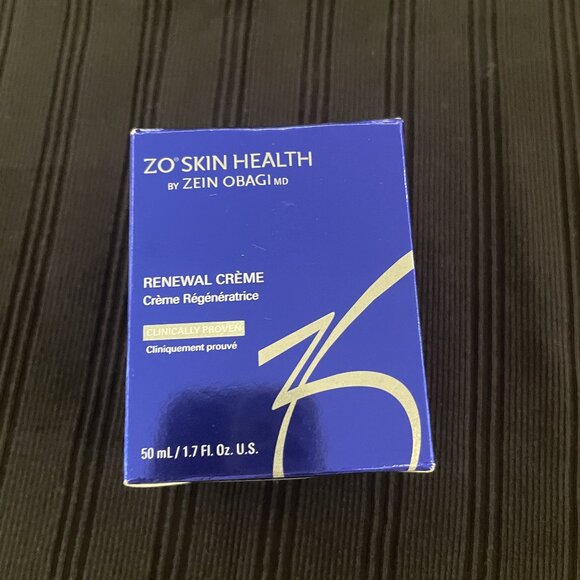 ZO® SKIN HEALTH
BY ZEIN OBAGI MD
RENEWAL CRÈME
Crème Régénératrice
CLINICALLY PROVEN
Cliniquement prouvé
50 mL / 1.7 Fl. Oz. U.S.